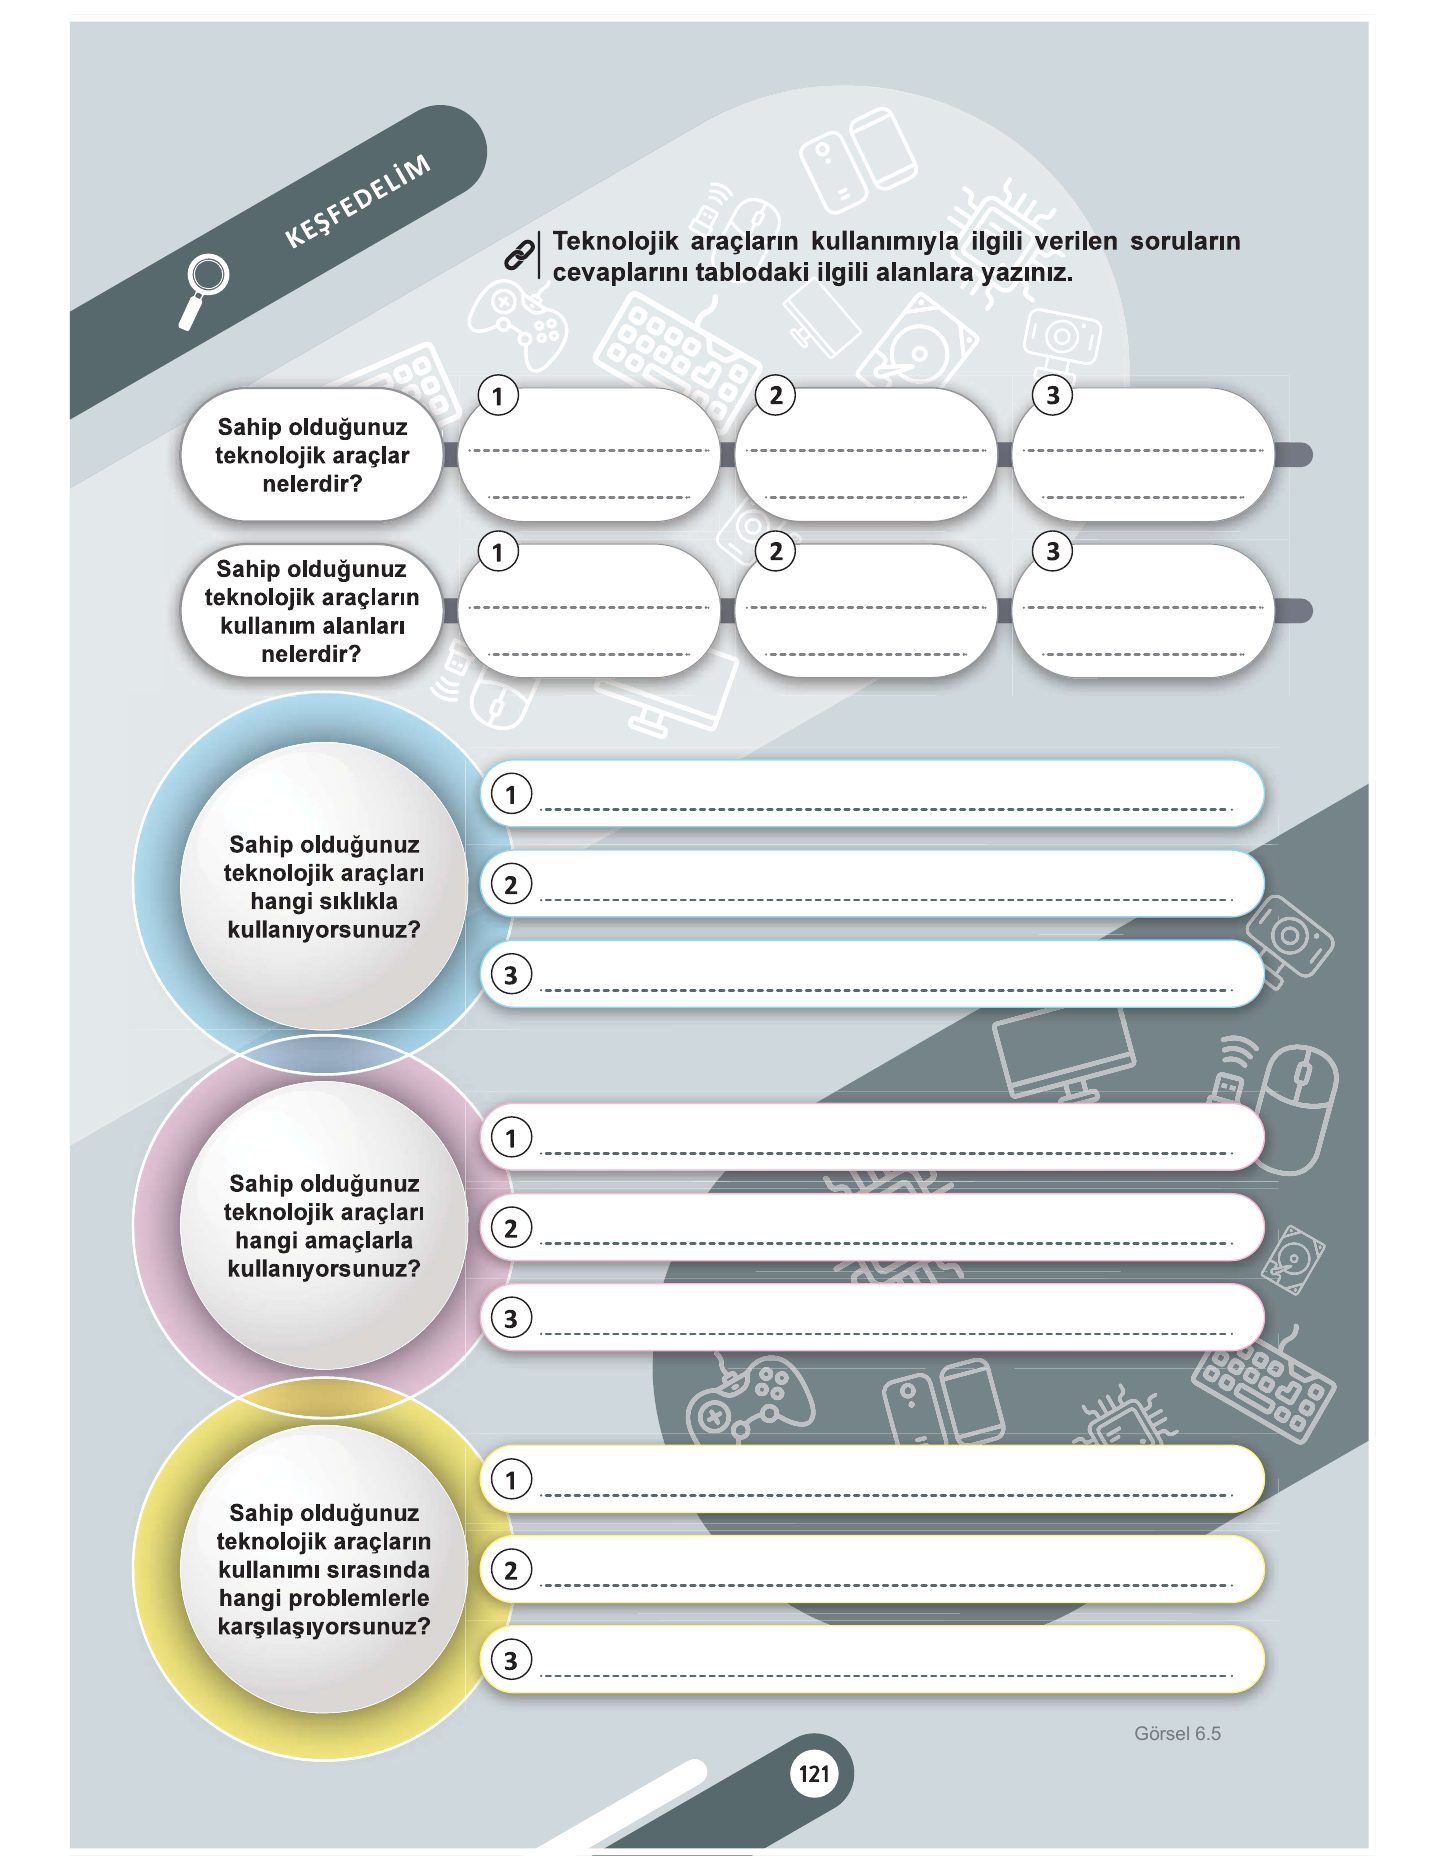 KEŞFEDELİM
Teknolojik araçların kullanımıyla ilgili verilen soruların
cevaplarını tablodaki ilgili alanlara yazınız.
Sahip olduğunuz
teknolojik araçlar
nelerdir?
1
2
3
Sahip olduğunuz
teknolojik araçların
kullanım alanları
nelerdir?
1
2
3
Sahip olduğunuz
teknolojik araçları
hangi sıklıkla
kullanıyorsunuz?
1
2
3
Sahip olduğunuz
teknolojik araçları
hangi amaçlarla
kullanıyorsunuz?
1
2
3
Sahip olduğunuz
teknolojik araçların
kullanımı sırasında
hangi problemlerle
karşılaşıyorsunuz?
1
2
3
Görsel 6.5
121